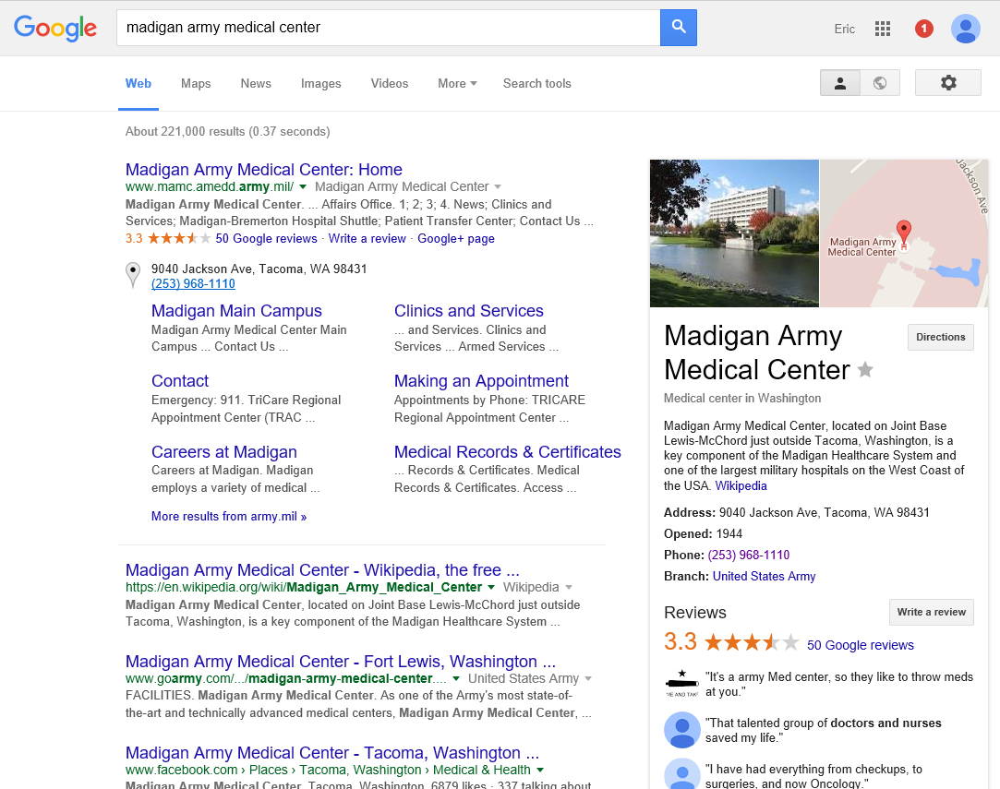 Google
madigan army medical center
Eric
1
Web
Maps
News
Images
Videos
More
Search tools
About 221,000 results (0.37 seconds)
Madigan Army Medical Center: Home
www.mamc.amedd.army.mil/ Madigan Army Medical Center
Madigan Army Medical Center. ... Affairs Office. 1; 2; 3; 4. News; Clinics and
Services; Madigan-Bremerton Hospital Shuttle; Patient Transfer Center; Contact Us ...
3.3 50 Google reviews · Write a review · Google+ page
9040 Jackson Ave, Tacoma, WA 98431
(253) 968-1110
Madigan Main Campus
Madigan Army Medical Center Main
Campus ... Contact Us ...
Clinics and Services
... and Services. Clinics and
Services ... Armed Services ...
Contact
Emergency: 911. TriCare Regional
Appointment Center (TRAC ...
Making an Appointment
Appointments by Phone: TRICARE
Regional Appointment Center ...
Careers at Madigan
Careers at Madigan. Madigan
employs a variety of medical ...
Medical Records & Certificates
... Records & Certificates. Medical
Records & Certificates. Access ...
More results from army.mil »
Madigan Army Medical Center - Wikipedia, the free ...
https://en.wikipedia.org/wiki/Madigan_Army_Medical_Center Wikipedia
Madigan Army Medical Center, located on Joint Base Lewis-McChord just outside
Tacoma, Washington, is a key component of the Madigan Healthcare System ...
Madigan Army Medical Center - Fort Lewis, Washington ...
www.goarmy.com/.../madigan-army-medical-center.... United States Army
FACILITIES. Madigan Army Medical Center. As one of the Army's most state-of-
the-art and technically advanced medical centers, Madigan Army Medical Center, ...
Madigan Army Medical Center - Tacoma, Washington ...
www.facebook.com › Places › Tacoma, Washington › Medical & Health
Madigan Army Medical Center, Tacoma, Washington. 6879 likes · 337 talking about
Jackson Ave
Madigan Army
Medical Center
H
Madigan Army
Medical Center
Directions
Medical center in Washington
Madigan Army Medical Center, located on Joint Base
Lewis-McChord just outside Tacoma, Washington, is a
key component of the Madigan Healthcare System and
one of the largest military hospitals on the West Coast of
the USA. Wikipedia
Address: 9040 Jackson Ave, Tacoma, WA 98431
Opened: 1944
Phone: (253) 968-1110
Branch: United States Army
Reviews
Write a review
3.3 50 Google reviews
"It's a army Med center, so they like to throw meds
at you."
ME AND TAKE
"That talented group of doctors and nurses
saved my life."
"I have had everything from checkups, to
surgeries, and now Oncology."